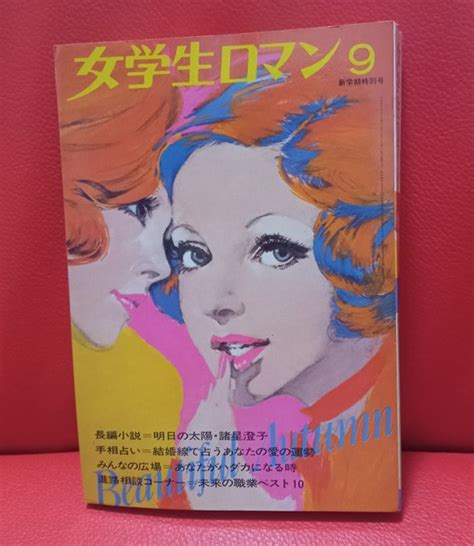 女学生ロマン9
新学期特別号
長編小説=明日の太陽・諸星澄子
手相占い=結婚線で占うあなたの愛の運勢
みんなの広場=あなたがハダカになる時
進路相談コーナー=未来の職業ベスト10
Beautiful Autumn